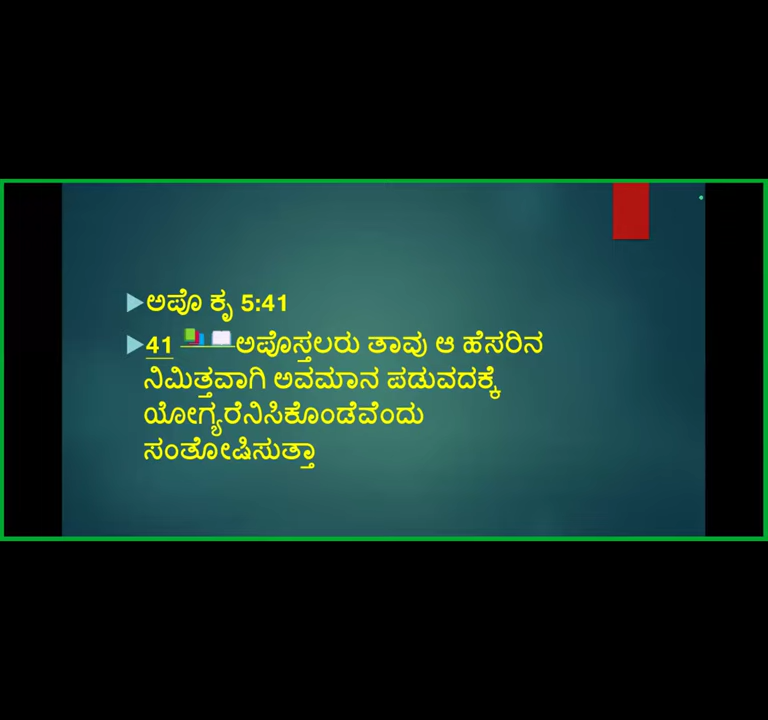 ಅಪೊ ಕೃ 5:41
41 ಅಪೊಸ್ತಲರು ತಾವು ಆ ಹೆಸರಿನ
ನಿಮಿತ್ತವಾಗಿ ಅವಮಾನ ಪಡುವದಕ್ಕೆ
ಯೋಗ್ಯರೆನಿಸಿಕೊಂಡೆವೆಂದು
ಸಂತೋಷಿಸುತ್ತಾ